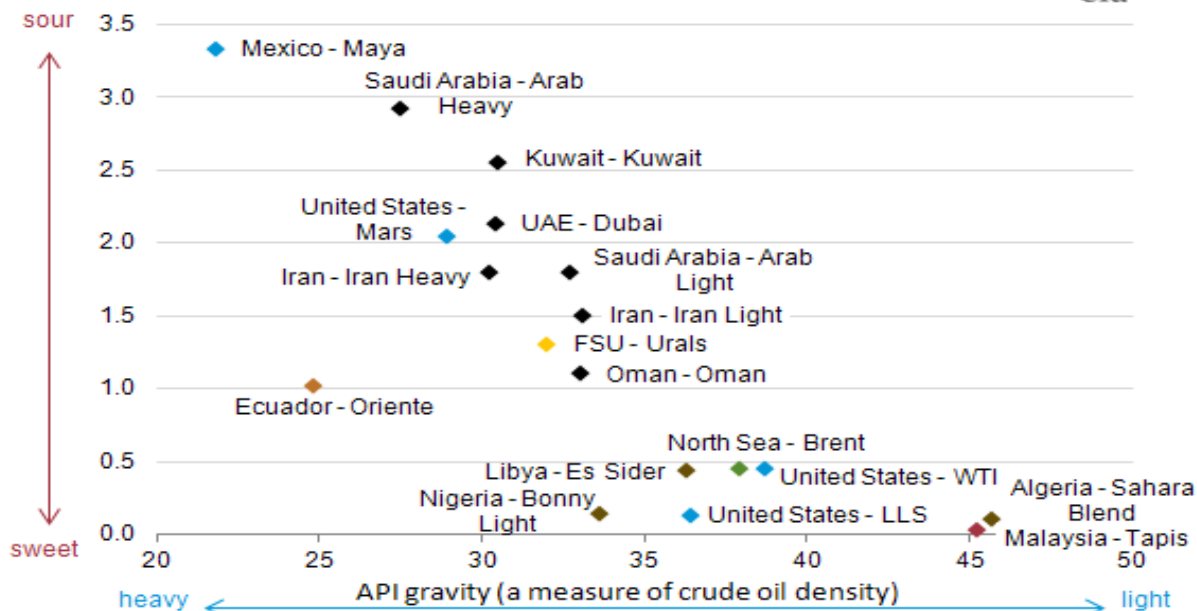 sour
3.5
Mexico - Maya
Saudi Arabia - Arab
Heavy
3.0
2.5
Kuwait - Kuwait
United States -
Mars
UAE - Dubai
2.0
Iran - Iran Heavy
Saudi Arabia - Arab
Light
1.5
Iran - Iran Light
FSU - Urals
Oman - Oman
1.0
Ecuador - Oriente
North Sea - Brent
0.5
Libya - Es Sider
United States - WTI
Nigeria - Bonny
Light
United States - LLS
Algeria - Sahara
Blend
Malaysia - Tapis
0.0
sweet
20 25 30 35 40 45 50
heavy
API gravity (a measure of crude oil density)
light